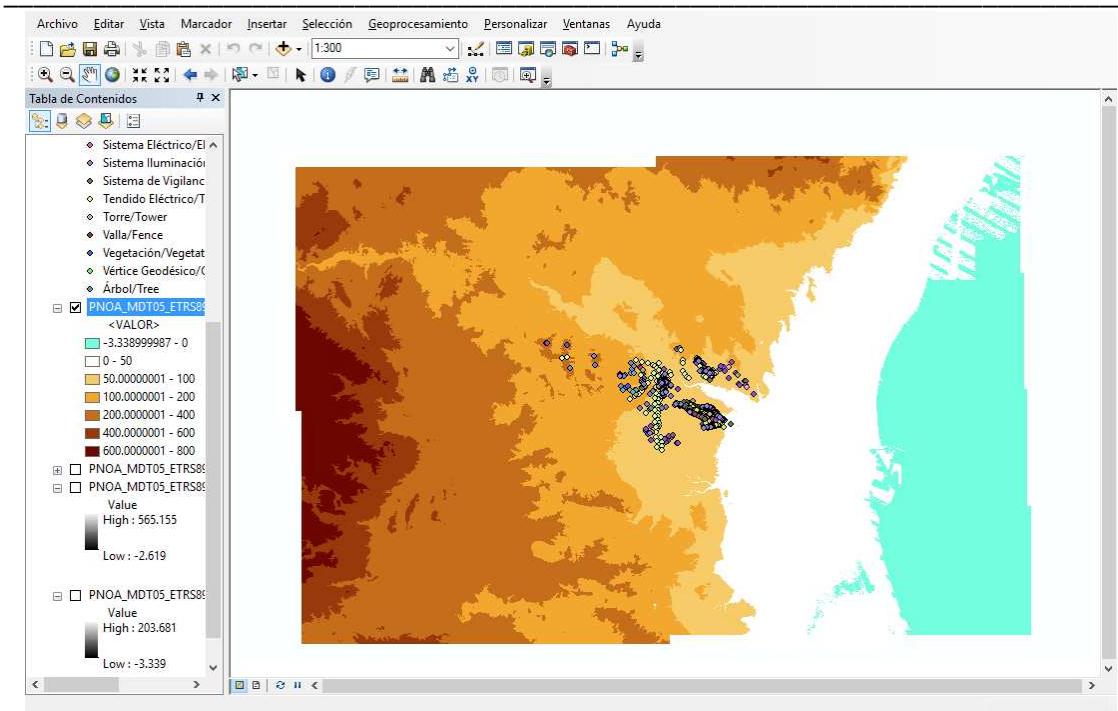 Archivo Editar Vista Marcador Insertar Selección Geoprocesamiento Personalizar Ventanas Ayuda
1:300
Tabla de Contenidos
Sistema Eléctrico/El
Sistema Iluminación
Sistema de Vigilanc
Tendido Eléctrico/T
Torre/Tower
Valla/Fence
Vegetación/Vegetat
Vértice Geodésico/G
Árbol/Tree
PNOA_MDT05_ETRS89
<VALOR>
-3.338999987 - 0
0 - 50
50.00000001 - 100
100.0000001 - 200
200.0000001 - 400
400.0000001 - 600
600.0000001 - 800
PNOA_MDT05_ETRS89
PNOA_MDT05_ETRS89
Value
High : 565.155
Low : -2.619
PNOA_MDT05_ETRS89
Value
High : 203.681
Low : -3.339